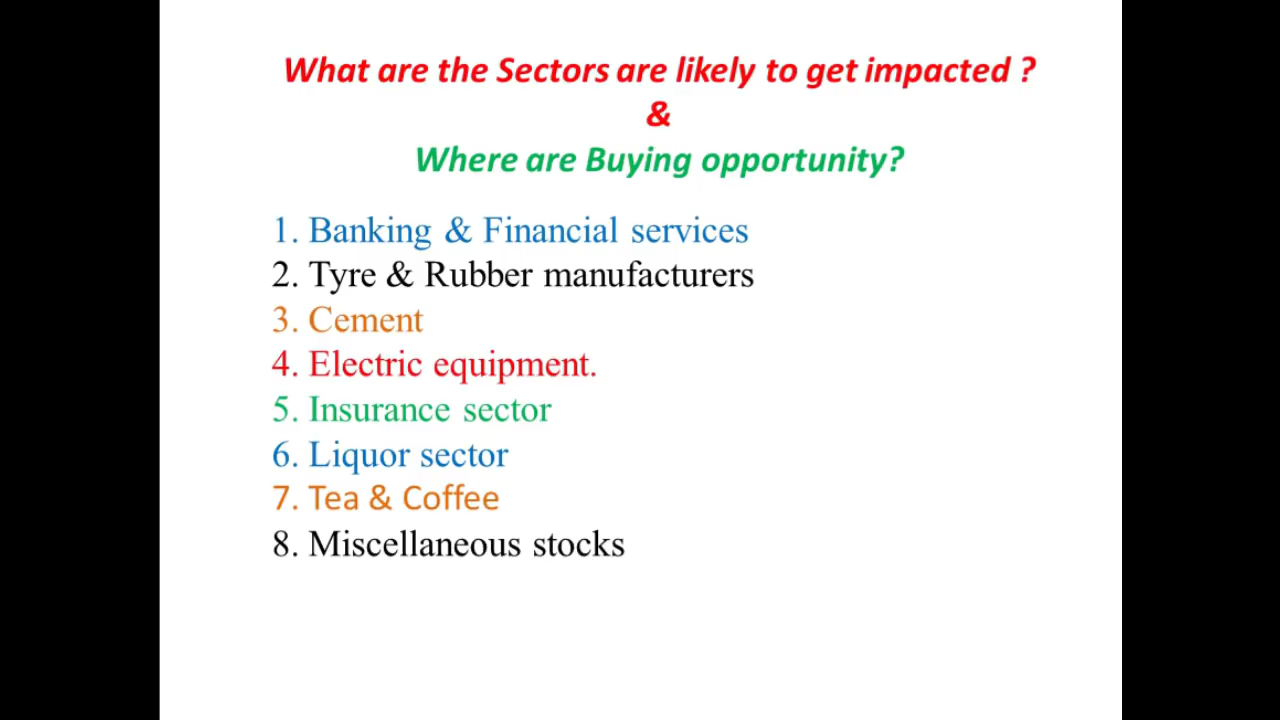 What are the Sectors are likely to get impacted ?
&
Where are Buying opportunity?
1. Banking & Financial services
2. Tyre & Rubber manufacturers
3. Cement
4. Electric equipment.
5. Insurance sector
6. Liquor sector
7. Tea & Coffee
8. Miscellaneous stocks